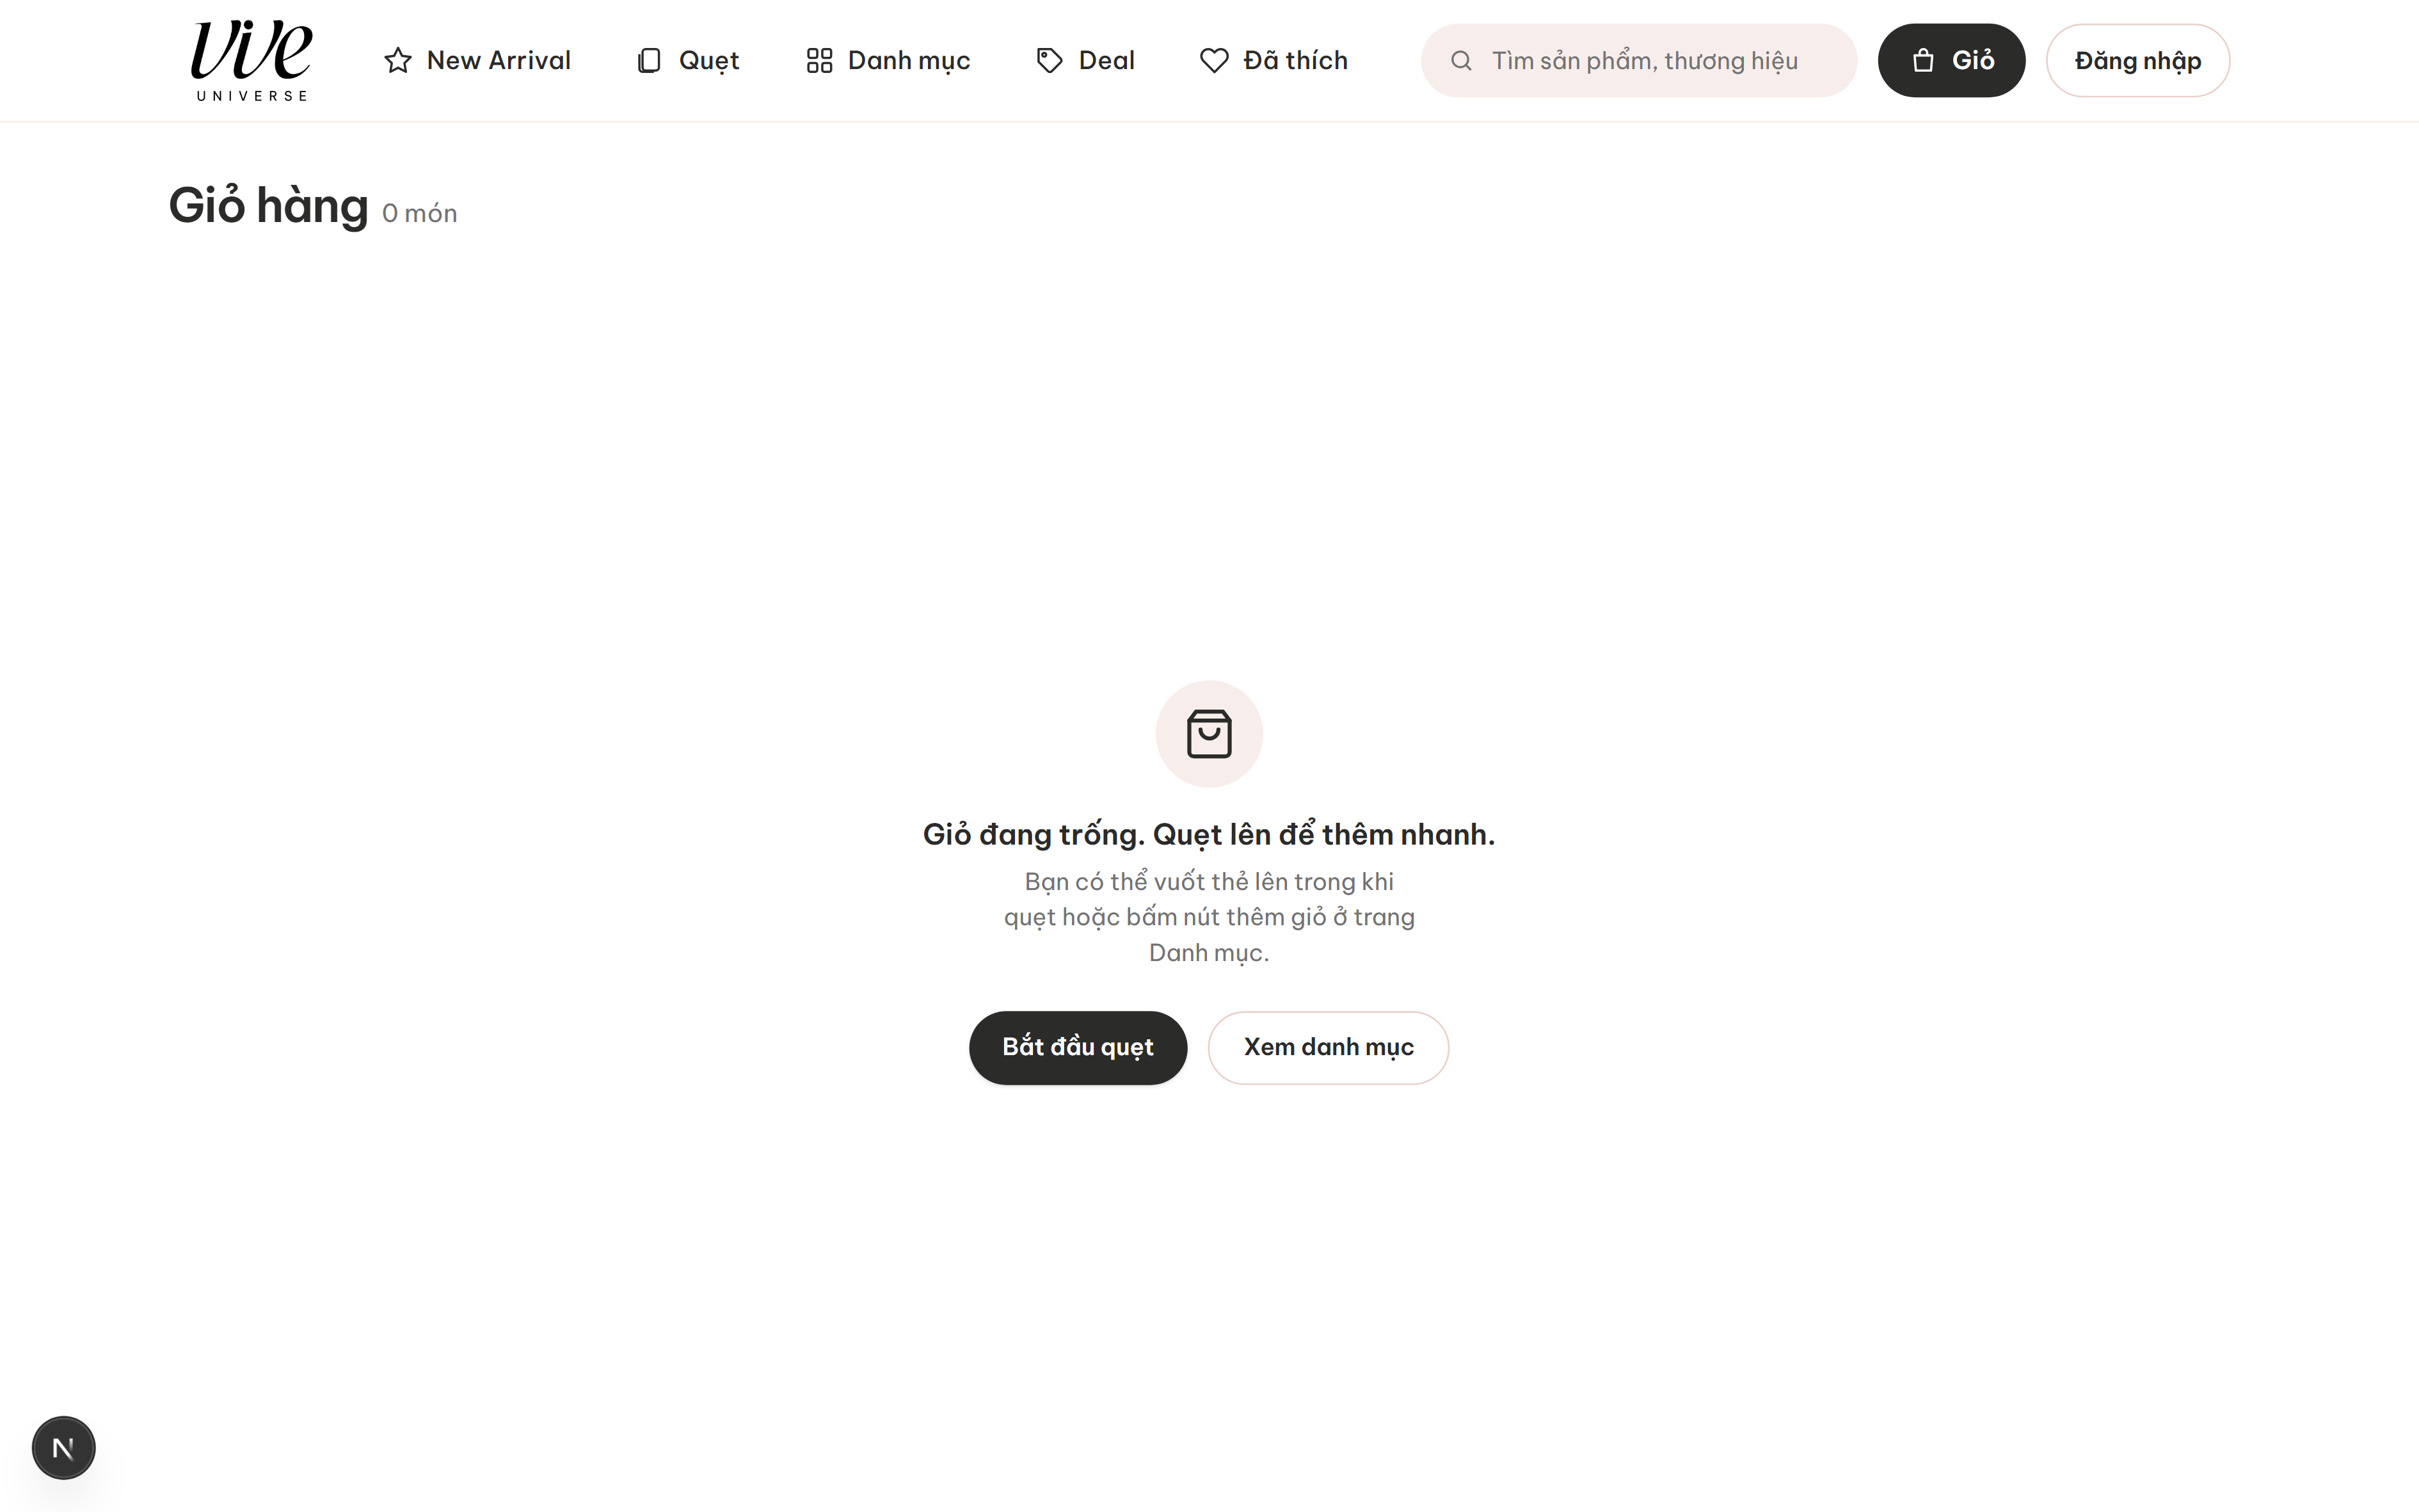 ViVe
UNIVERSE
New Arrival
Quẹt
Danh mục
Deal
Đã thích
Tìm sản phẩm, thương hiệu
Giỏ
Đăng nhập
Giỏ hàng 0 món
Giỏ đang trống. Quẹt lên để thêm nhanh.
Bạn có thể vuốt thẻ lên trong khi
quẹt hoặc bấm nút thêm giỏ ở trang
Danh mục.
Bắt đầu quẹt
Xem danh mục
N